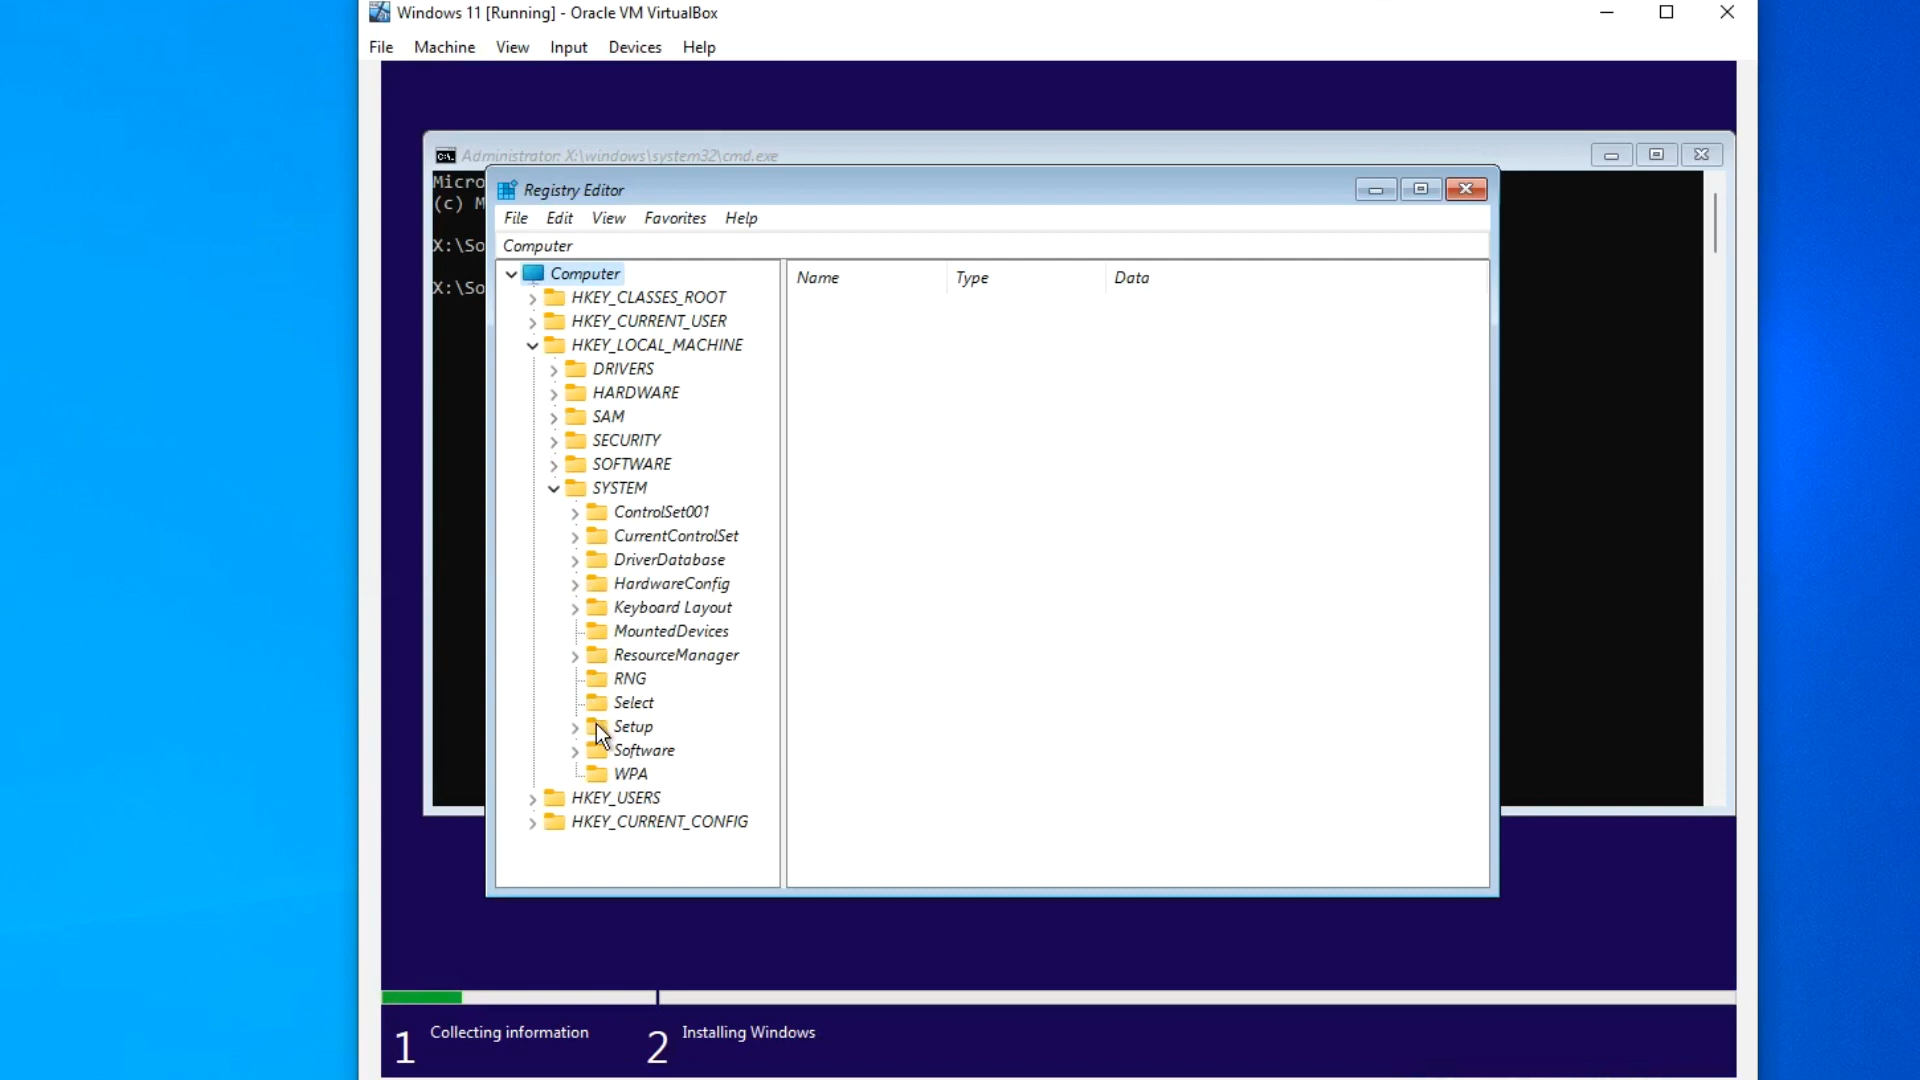 Windows 11 [Running] - Oracle VM VirtualBox
File Machine View Input Devices Help
Administrator: X:\windows\system32\cmd.exe
Micro
(c) M
X:\So
X:\So
Registry Editor
File Edit View Favorites Help
Computer
Computer
HKEY_CLASSES_ROOT
HKEY_CURRENT_USER
HKEY_LOCAL_MACHINE
DRIVERS
HARDWARE
SAM
SECURITY
SOFTWARE
SYSTEM
ControlSet001
CurrentControlSet
DriverDatabase
HardwareConfig
Keyboard Layout
MountedDevices
ResourceManager
RNG
Select
Setup
Software
WPA
HKEY_USERS
HKEY_CURRENT_CONFIG
Name Type Data
1 Collecting information
2 Installing Windows